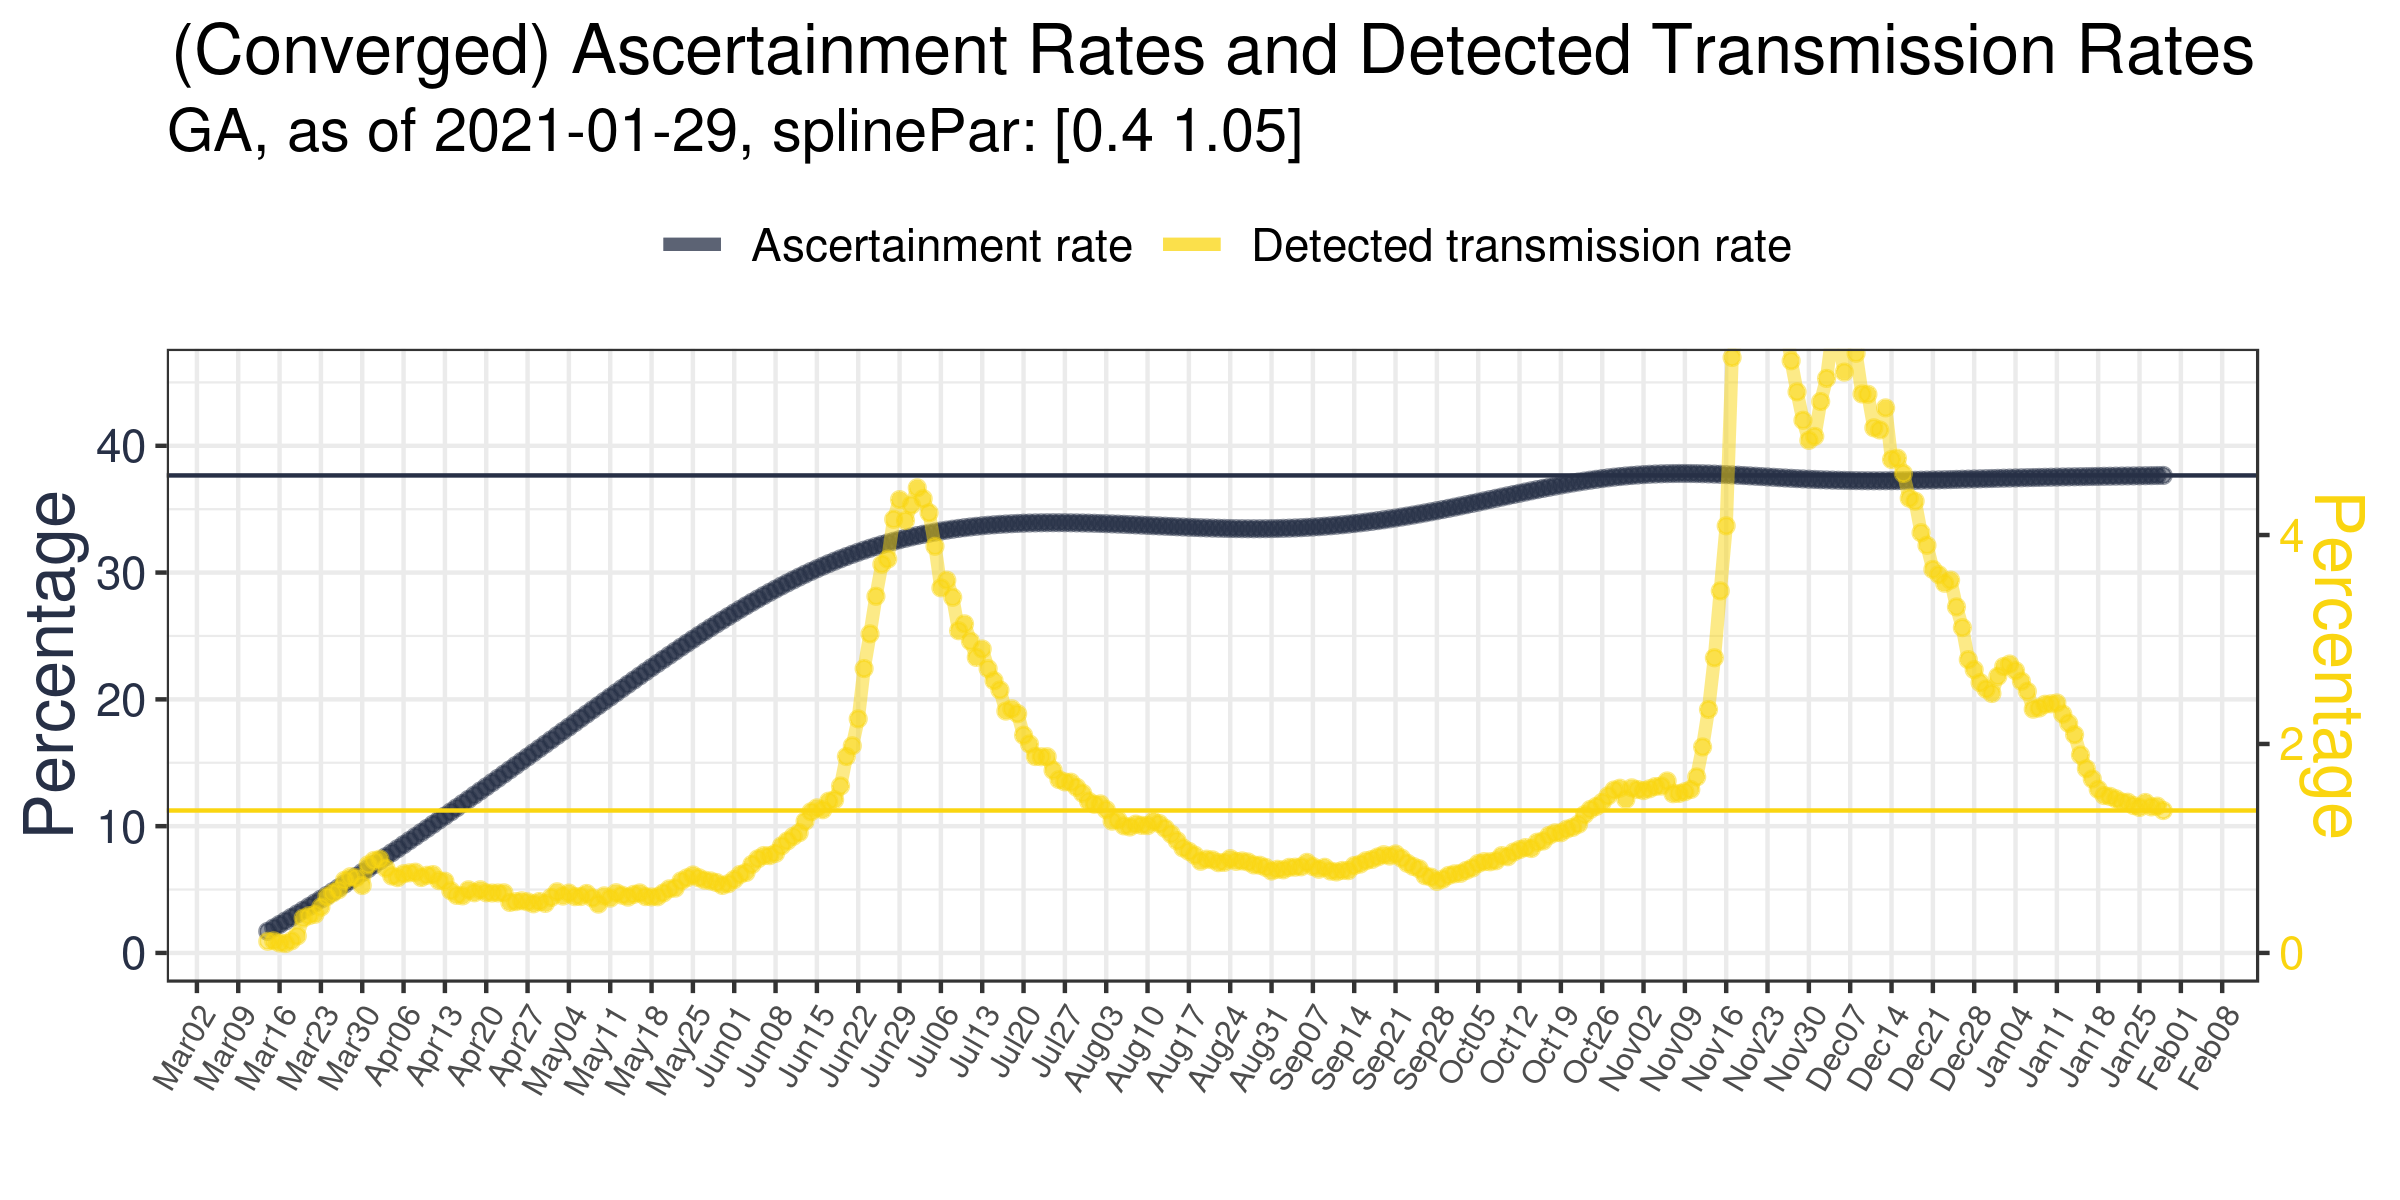 (Converged) Ascertainment Rates and Detected Transmission Rates
GA, as of 2021-01-29, splinePar: [0.4 1.05]
Ascertainment rate
Detected transmission rate
Percentage
40
30
20
10
0
4
2
0
Percentage
Mar02
Mar09
Mar16
Mar23
Mar30
Apr06
Apr13
Apr20
Apr27
May04
May11
May18
May25
Jun01
Jun08
Jun15
Jun22
Jun29
Jul06
Jul13
Jul20
Jul27
Aug03
Aug10
Aug17
Aug24
Aug31
Sep07
Sep14
Sep21
Sep28
Oct05
Oct12
Oct19
Oct26
Nov02
Nov09
Nov16
Nov23
Nov30
Dec07
Dec14
Dec21
Dec28
Jan04
Jan11
Jan18
Jan25
Feb01
Feb08